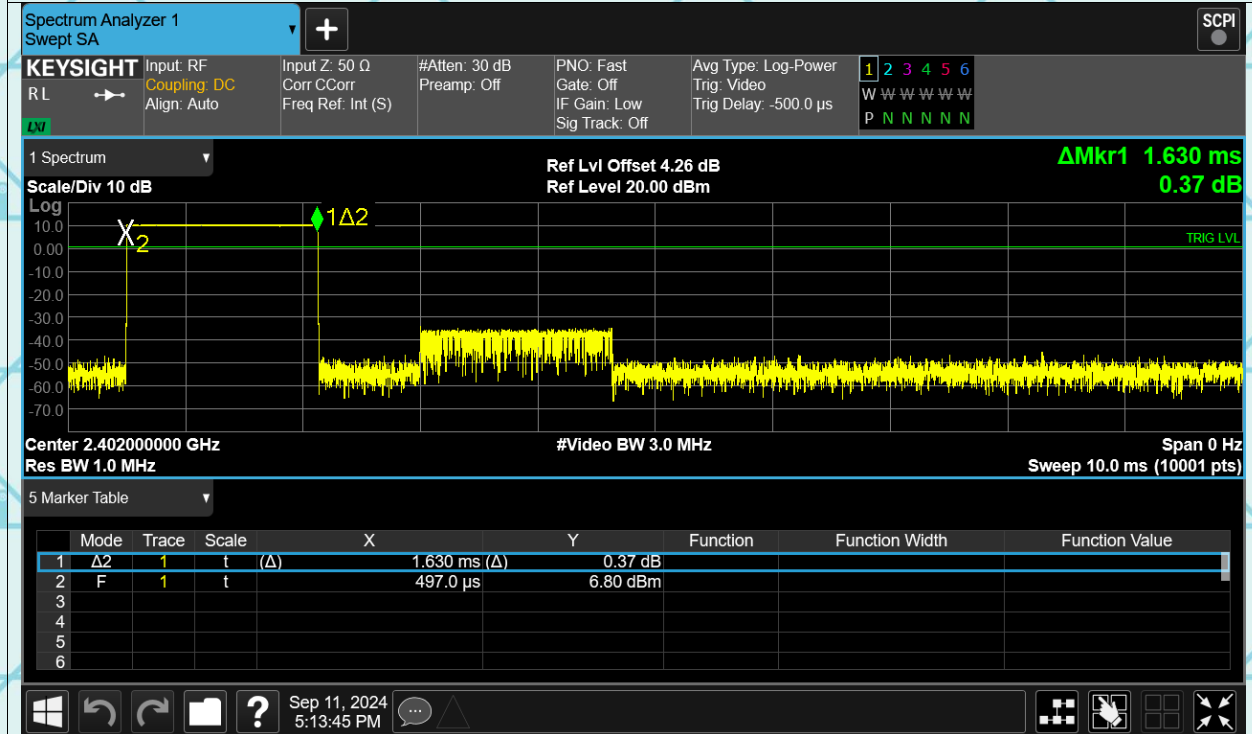 Spectrum Analyzer 1
Swept SA
SCPI
KEYSIGHT
R L
LXI
Input: RF
Coupling: DC
Align: Auto
Input Z: 50 Ω
Corr CCorr
Freq Ref: Int (S)
#Atten: 30 dB
Preamp: Off
PNO: Fast
Gate: Off
IF Gain: Low
Sig Track: Off
Avg Type: Log-Power
Trig: Video
Trig Delay: -500.0 µs
1 2 3 4 5 6
W W W W W W
P N N N N N
1 Spectrum
Scale/Div 10 dB
Ref Lvl Offset 4.26 dB
Ref Level 20.00 dBm
ΔMkr1 1.630 ms
0.37 dB
Log
10.0
0.00
-10.0
-20.0
-30.0
-40.0
-50.0
-60.0
-70.0
X2
1Δ2
TRIG LVL
Center 2.402000000 GHz
Res BW 1.0 MHz
#Video BW 3.0 MHz
Span 0 Hz
Sweep 10.0 ms (10001 pts)
5 Marker Table
Mode Trace Scale X Y Function Function Width Function Value
1 Δ2 1 t (Δ) 1.630 ms (Δ) 0.37 dB
2 F 1 t 497.0 µs 6.80 dBm
3
4
5
6
?
Sep 11, 2024
5:13:45 PM